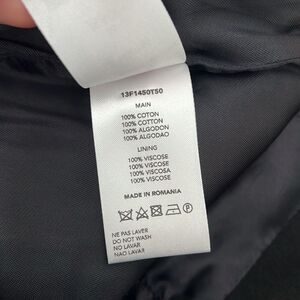 13F1450Y50
MAIN
100% COTON
100% COTTON
100% ALGODON
100% ALGODAO
LINING
100% VISCOSE
100% VISCOSE
100% VISCOSA
100% VISCOSE
MADE IN ROMANIA
NE PAS LAVER
DO NOT WASH
NO LAVAR
NAO LAVAR